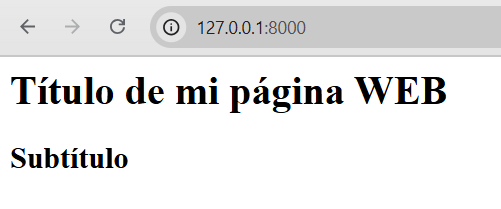 127.0.0.1:8000
Título de mi página WEB
Subtítulo